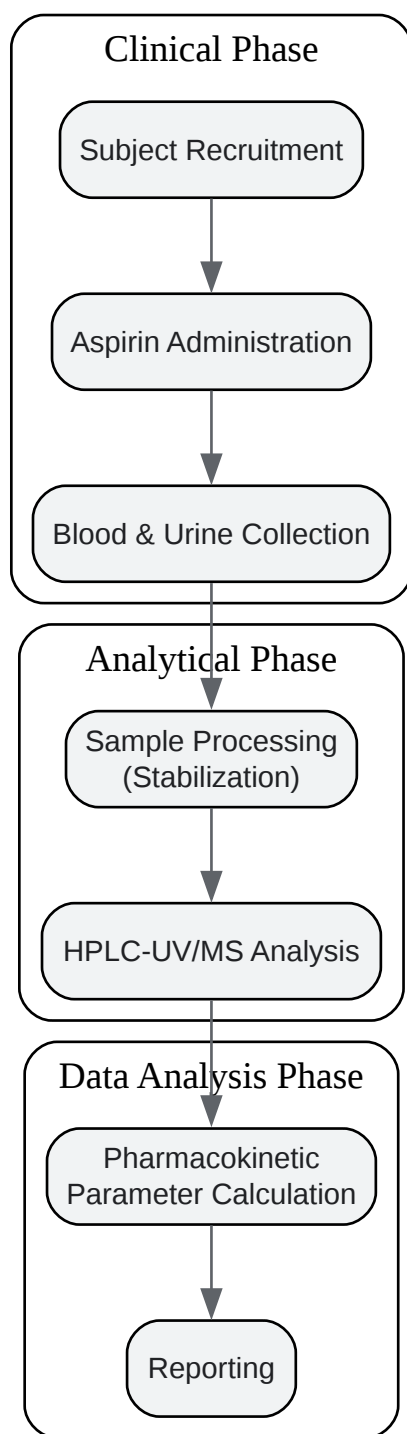 Clinical Phase
Subject Recruitment
Aspirin Administration
Blood & Urine Collection
Analytical Phase
Sample Processing
(Stabilization)
HPLC-UV/MS Analysis
Data Analysis Phase
Pharmacokinetic
Parameter Calculation
Reporting